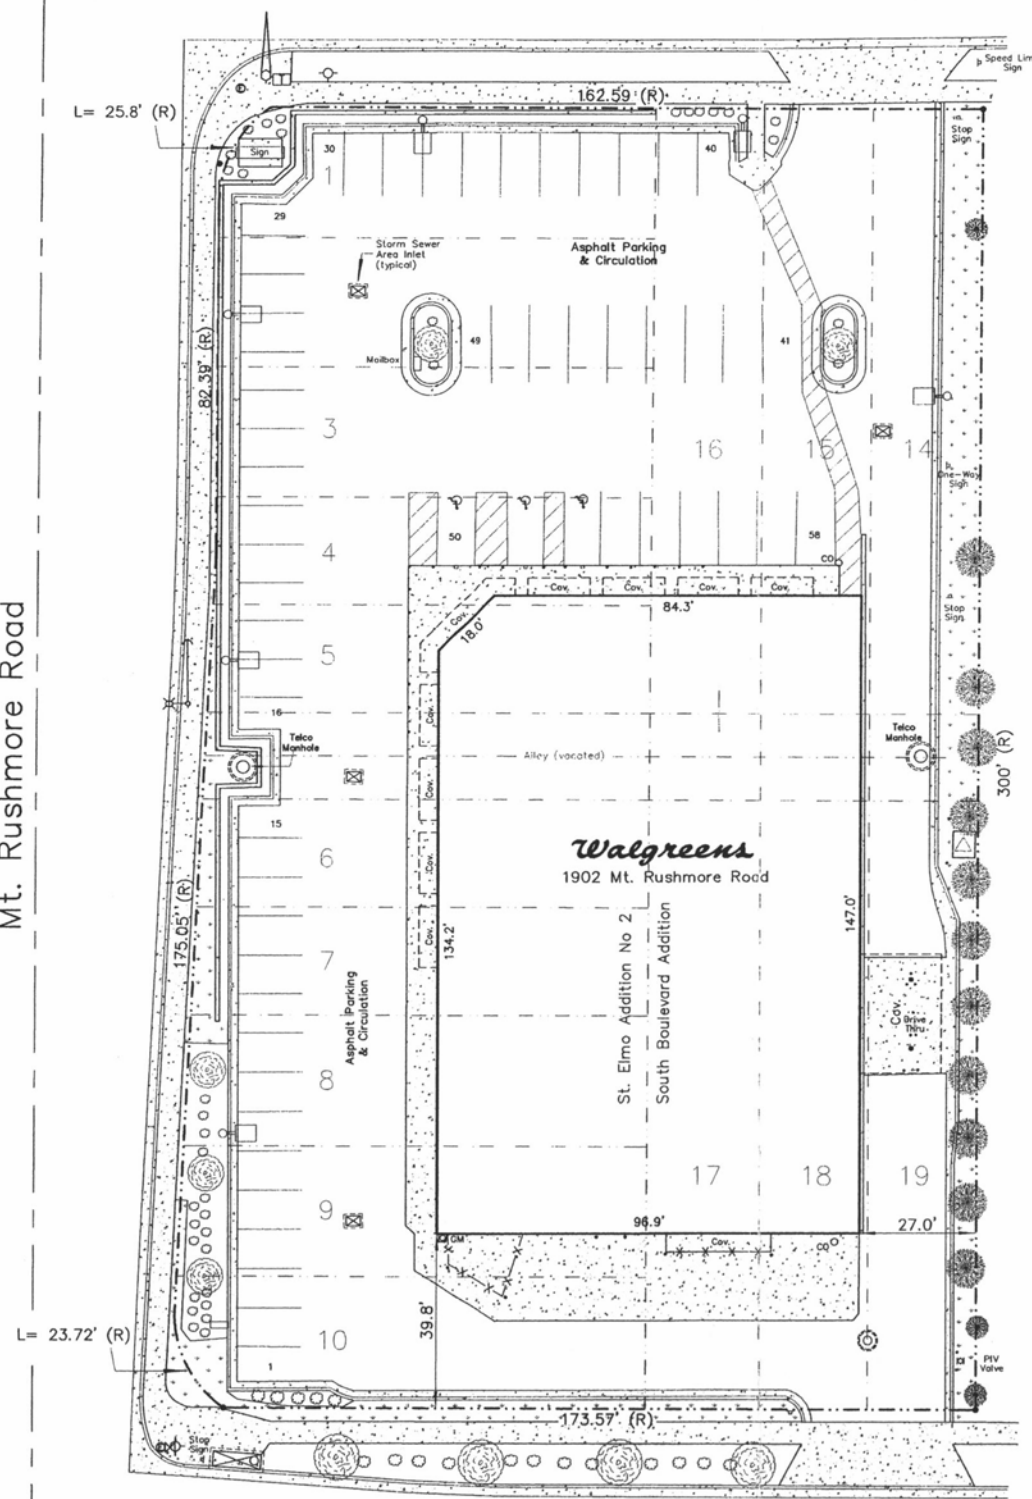 Speed Lim
Sign
162.59' (R)
L= 25.8' (R)
Stop
Sign
Sign
30
40
1
29
Storm Sewer
Area Inlet
(typical)
Asphalt Parking
& Circulation
Mailbox
49
41
82.39' (R)
3
16
15
14
One-Way
Sign
50
58
CO
4
Cov.
Cov.
Cov.
Cov.
84.3'
Cov.
18.0'
Stop
Sign
Mt. Rushmore Road
5
16
Cov.
Telco
Manhole
Telco
Manhole
Alley (vacated)
300' (R)
Cov.
15
Walgreens
1902 Mt. Rushmore Road
6
Cov.
175.05' (R)
Cov.
134.2'
147.0'
St. Elmo Addition No 2
South Boulevard Addition
7
Asphalt Parking
& Circulation
Cov.
Drive
Thru
8
17
18
19
9
96.9'
27.0'
GM
Cov.
CO
39.8'
L= 23.72' (R)
10
1
PIV
Valve
173.57' (R)
Stop
Sign